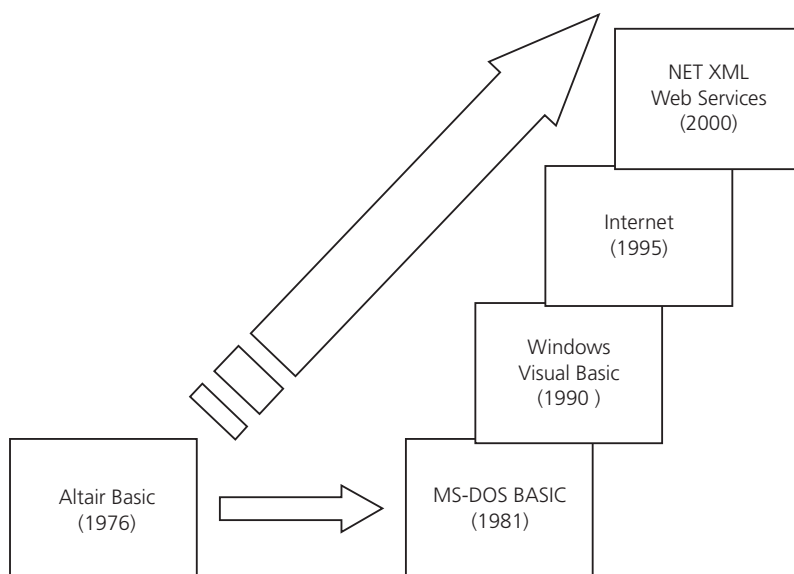 NET XML
Web Services
(2000)
Internet
(1995)
Windows
Visual Basic
(1990 )
Altair Basic
(1976)
MS-DOS BASIC
(1981)